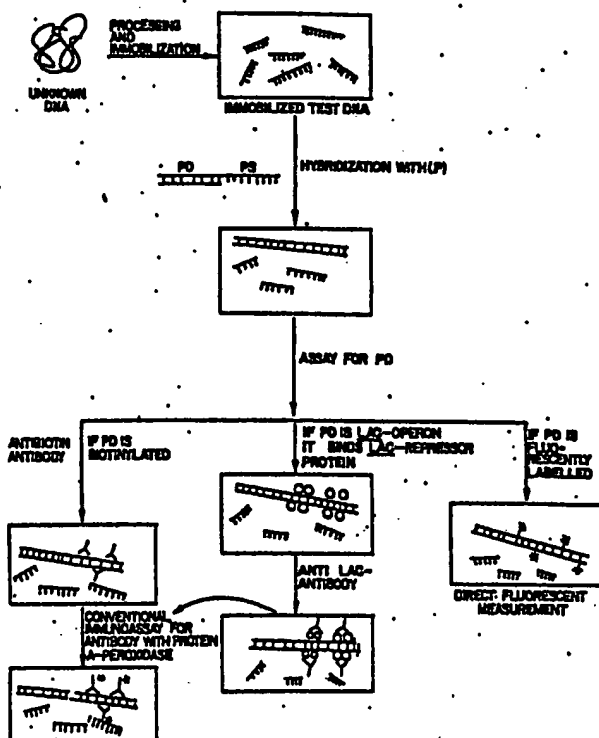 PROCESSING
AND
IMMOBILIZATION
UNKNOWN
DNA
IMMOBILIZED TEST DNA
PD PS
HYBRIDIZATION WITH (P)
ASSAY FOR PD
ANTIBIOTIN
ANTIBODY
IF PD IS
BIOTINYLATED
IF PD IS LAC-OPERON
IT BINDS LAC-REPRESSOR
PROTEIN
IF PD IS
FLUO-
RESCENTLY
LABELLED
ANTI LAC-
ANTIBODY
DIRECT FLUORESCENT
MEASUREMENT
CONVENTIONAL
IMMUNOASSAY FOR
ANTIBODY WITH PROTEIN
A-PEROXIDASE